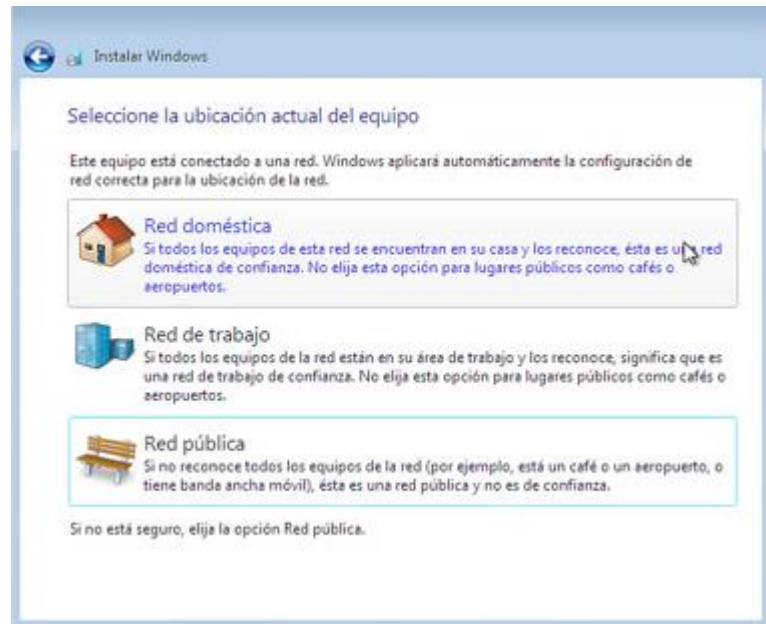 Instalar Windows
Seleccione la ubicación actual del equipo
Este equipo está conectado a una red. Windows aplicará automáticamente la configuración de
red correcta para la ubicación de la red.
Red doméstica
Si todos los equipos de esta red se encuentran en su casa y los reconoce, ésta es una red
doméstica de confianza. No elija esta opción para lugares públicos como cafés o
aeropuertos.
Red de trabajo
Si todos los equipos de la red están en su área de trabajo y los reconoce, significa que es
una red de trabajo de confianza. No elija esta opción para lugares públicos como cafés o
aeropuertos.
Red pública
Si no reconoce todos los equipos de la red (por ejemplo, está un café o un aeropuerto, o
tiene banda ancha móvil), ésta es una red pública y no es de confianza.
Si no está seguro, elija la opción Red pública.